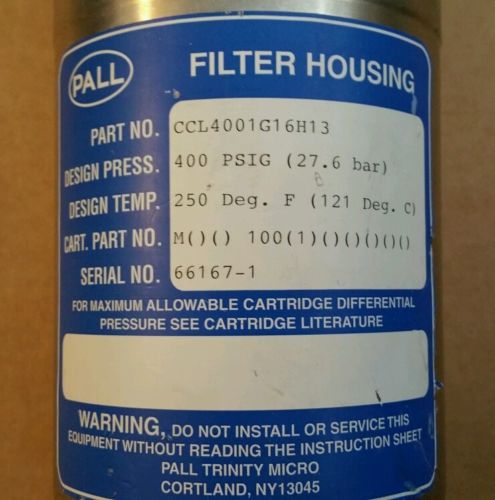 PALL
FILTER HOUSING
PART NO. CCL4001G16H13
DESIGN PRESS. 400 PSIG (27.6 bar)
DESIGN TEMP. 250 Deg. F (121 Deg. C)
CART. PART NO. M()() 100(1)()()()()()
SERIAL NO. 66167-1
FOR MAXIMUM ALLOWABLE CARTRIDGE DIFFERENTIAL
PRESSURE SEE CARTRIDGE LITERATURE
WARNING, DO NOT INSTALL OR SERVICE THIS
EQUIPMENT WITHOUT READING THE INSTRUCTION SHEET
PALL TRINITY MICRO
CORTLAND, NY13045